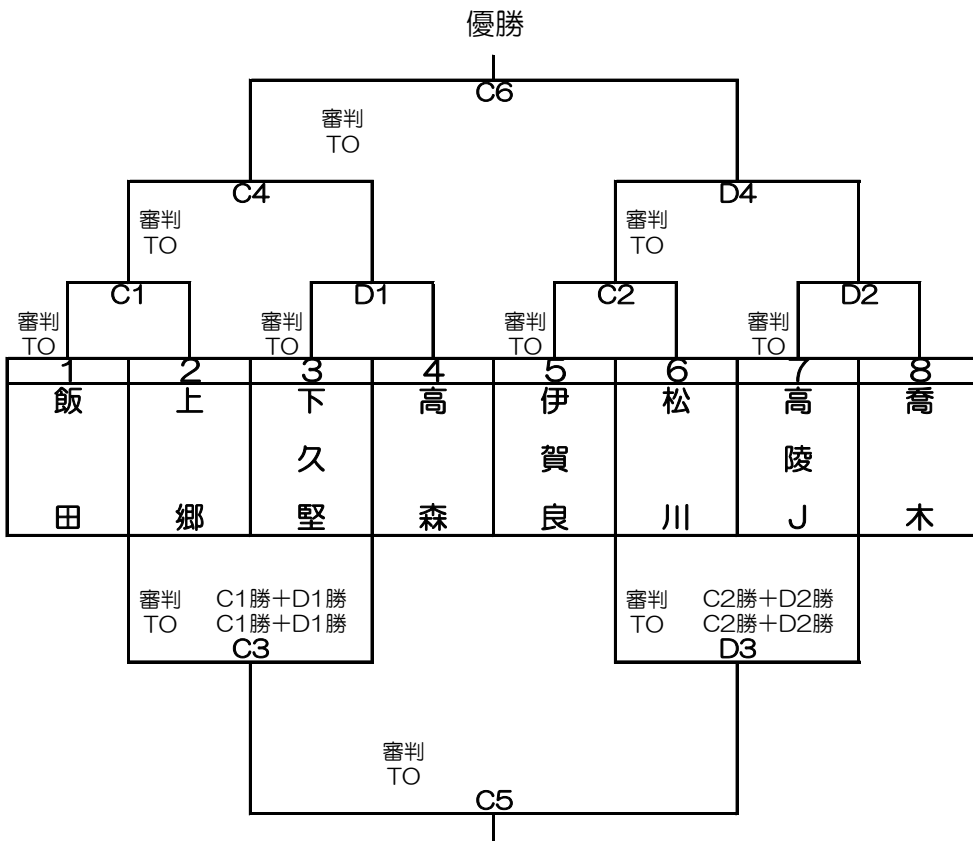 優勝
C6
審判
TO
C4
D4
審判
TO
審判
TO
C1
D1
C2
D2
審判
TO
審判
TO
審判
TO
審判
TO
1 2 3 4 5 6 7 8
飯田
上郷
下久堅
高森
伊賀良
松川
高陵J
喬木
審判 C1勝+D1勝
TO C1勝+D1勝
C3
審判 C2勝+D2勝
TO C2勝+D2勝
D3
審判
TO
C5